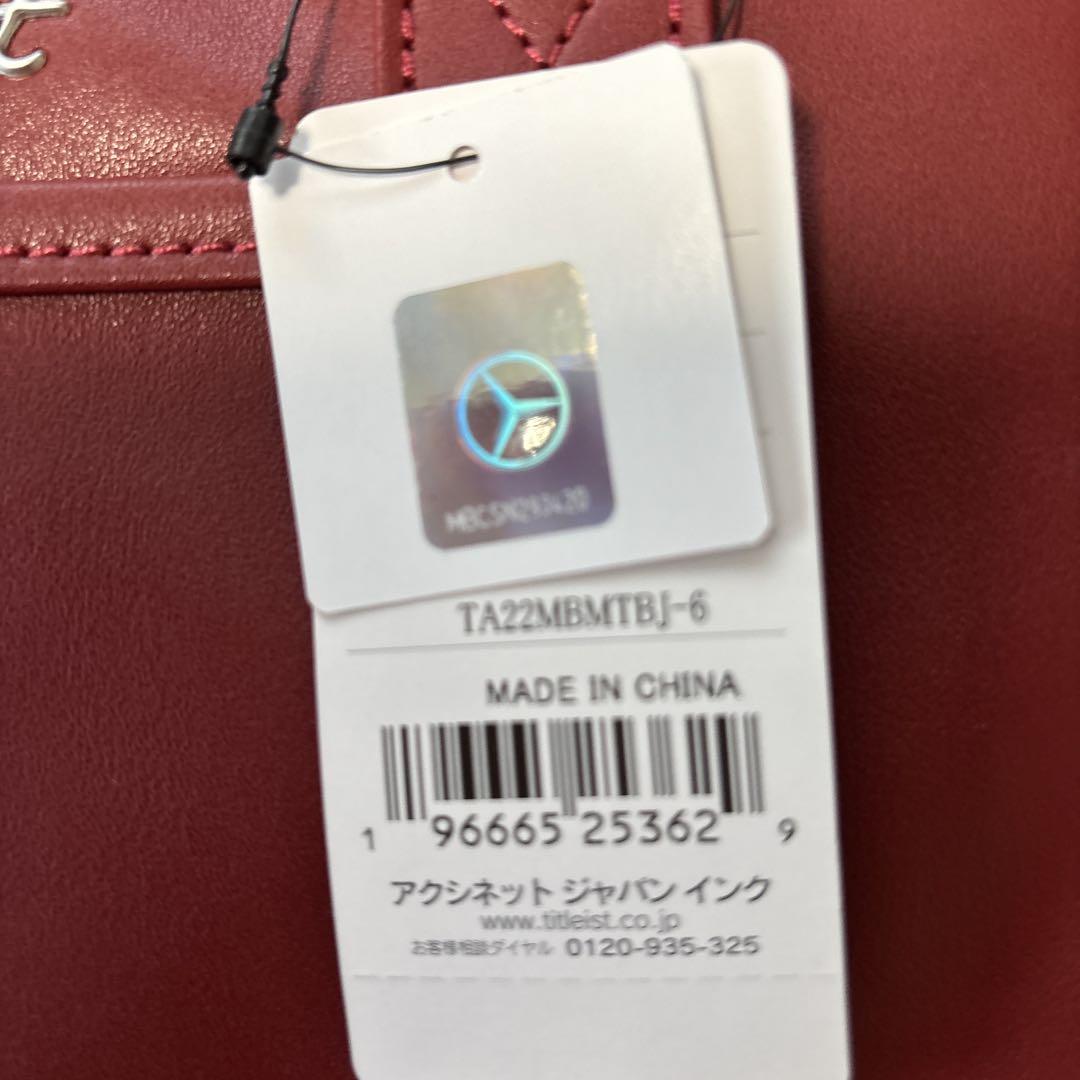 TA22MBMTBJ-6
MADE IN CHINA
1 96665 25362 9
アクシネット ジャパン インク
www.titleist.co.jp
お客様相談ダイヤル 0120-935-325